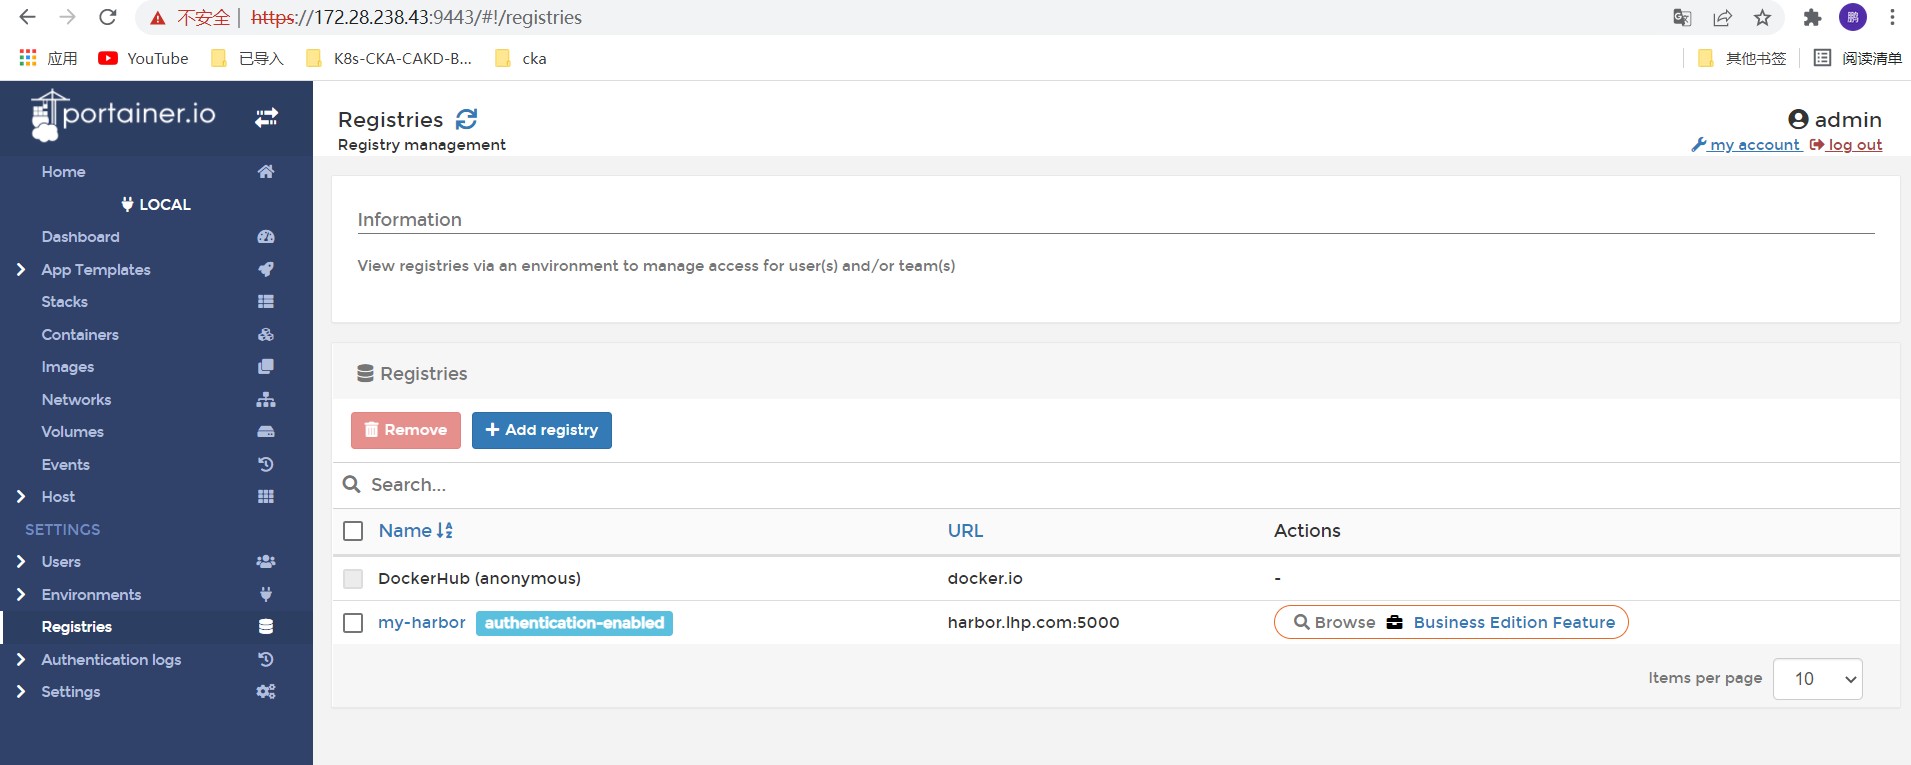 不安全 | https://172.28.238.43:9443/#!/registries
应用 YouTube 已导入 K8s-CKA-CAKD-B... cka 其他书签 阅读清单
portainer.io
Home
LOCAL
Dashboard
App Templates
Stacks
Containers
Images
Networks
Volumes
Events
Host
SETTINGS
Users
Environments
Registries
Authentication logs
Settings
Registries
Registry management
admin
my account log out
Information
View registries via an environment to manage access for user(s) and/or team(s)
Registries
Remove Add registry
Search...
Name URL Actions
DockerHub (anonymous) docker.io -
my-harbor authentication-enabled harbor.lhp.com:5000 Browse Business Edition Feature
Items per page 10